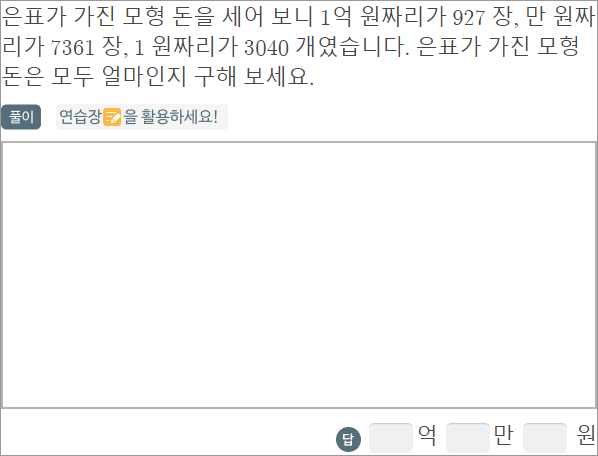 은표가 가진 모형 돈을 세어 보니 1억 원짜리가 927 장, 만 원짜
리가 7361 장, 1 원짜리가 3040 개였습니다. 은표가 가진 모형
돈은 모두 얼마인지 구해 보세요.
풀이 연습장을 활용하세요!
답 억 만 원